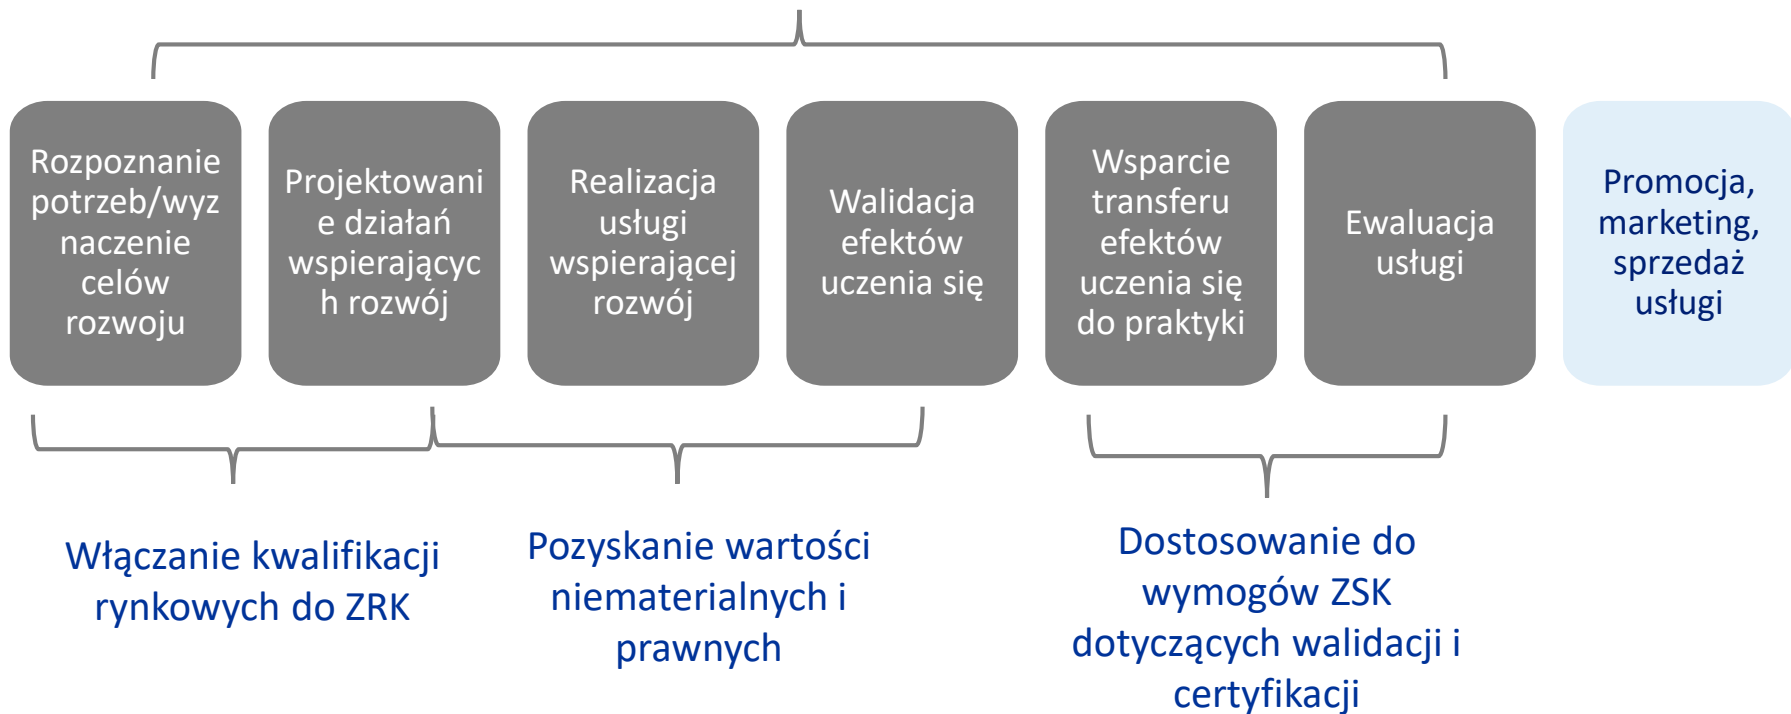 Rozpoznanie
potrzeb/wyz
naczenie
celów
rozwoju
Projektowani
e działań
wspierającyc
h rozwój
Realizacja
usługi
wspierającej
rozwój
Walidacja
efektów
uczenia się
Wsparcie
transferu
efektów
uczenia się
do praktyki
Ewaluacja
usługi
Promocja,
marketing,
sprzedaż
usługi
Włączanie kwalifikacji
rynkowych do ZRK
Pozyskanie wartości
niematerialnych i
prawnych
Dostosowanie do
wymogów ZSK
dotyczących walidacji i
certyfikacji